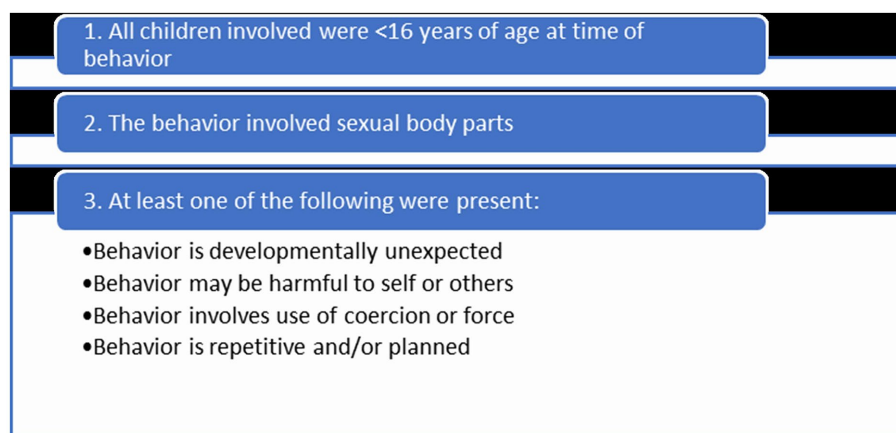 1. All children involved were <16 years of age at time of
behavior
2. The behavior involved sexual body parts
3. At least one of the following were present:
•Behavior is developmentally unexpected
•Behavior may be harmful to self or others
•Behavior involves use of coercion or force
•Behavior is repetitive and/or planned